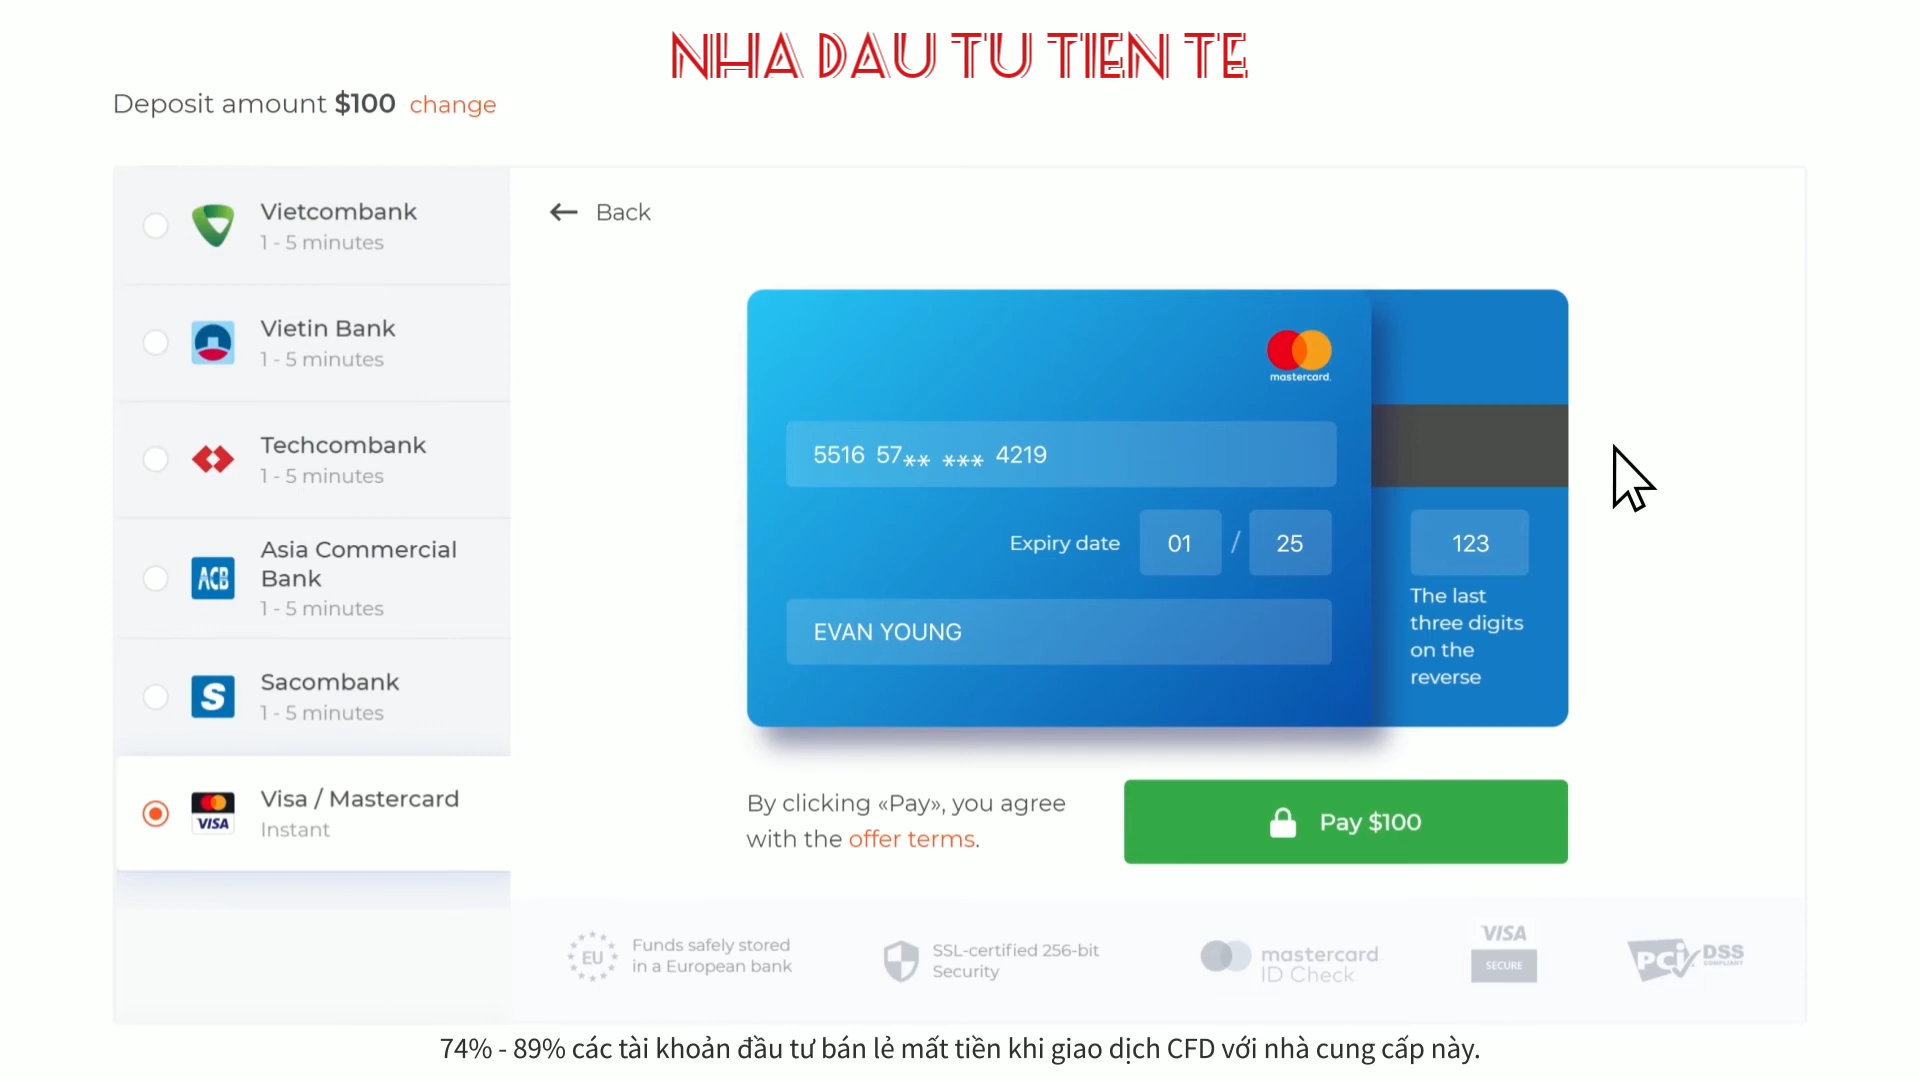 NHA DAU TU TIEN TE
Deposit amount $100 change
Vietcombank
1 - 5 minutes
Vietin Bank
1 - 5 minutes
Techcombank
1 - 5 minutes
ACB
Asia Commercial
Bank
1 - 5 minutes
S
Sacombank
1 - 5 minutes
VISA
Visa / Mastercard
Instant
← Back
mastercard.
5516 57** *** 4219
Expiry date 01 / 25
EVAN YOUNG
123
The last
three digits
on the
reverse
By clicking «Pay», you agree
with the offer terms.
Pay $100
EU
Funds safely stored
in a European bank
SSL-certified 256-bit
Security
mastercard
ID Check
VISA
SECURE
PCI DSS
COMPLIANT
74% - 89% các tài khoản đầu tư bán lẻ mất tiền khi giao dịch CFD với nhà cung cấp này.